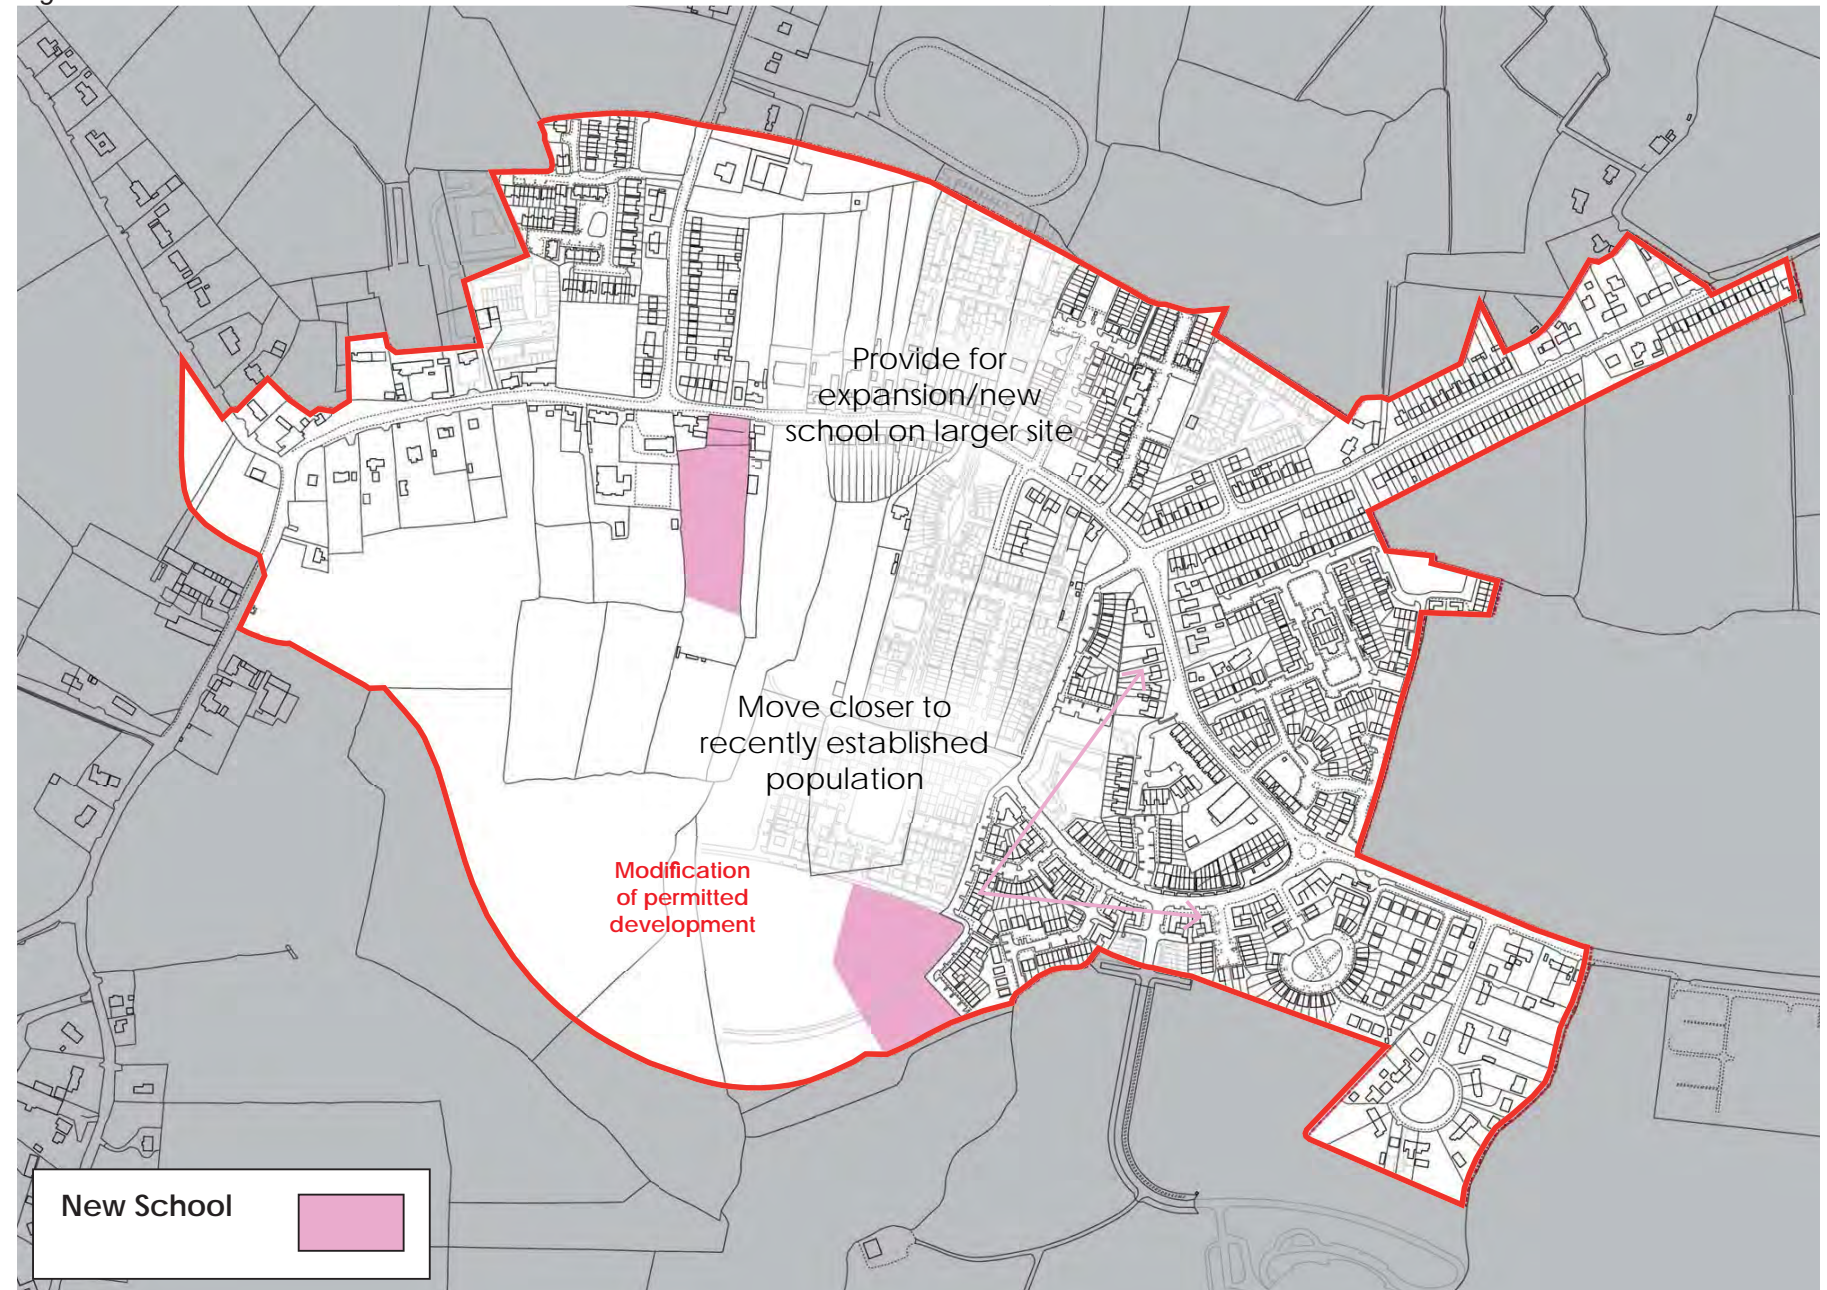 Provide for
expansion/new
school on larger site
Move closer to
recently established
population
Modification
of permitted
development
New School